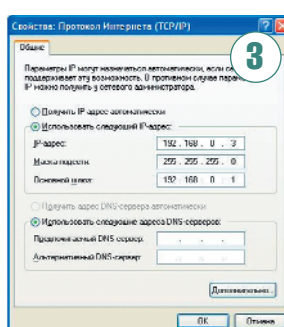 Свойства: Протокол Интернета (TCP/IP)
3
Общие
Параметры IP могут назначаться автоматически, если се
поддерживает эту возможность. В противном случае парам
IP можно получить у сетевого администратора.
Получить IP-адрес автоматически
Использовать следующий IP-адрес:
IP-адрес: 192 . 168 . 0 . 3
Маска подсети: 255 . 255 . 255 . 0
Основной шлюз: 192 . 168 . 0 . 1
Получить адрес DNS-сервера автоматически
Использовать следующие адреса DNS-серверов:
Предпочитаемый DNS-сервер: . . .
Альтернативный DNS-сервер: . . .
Дополнительно...
OK Отмена